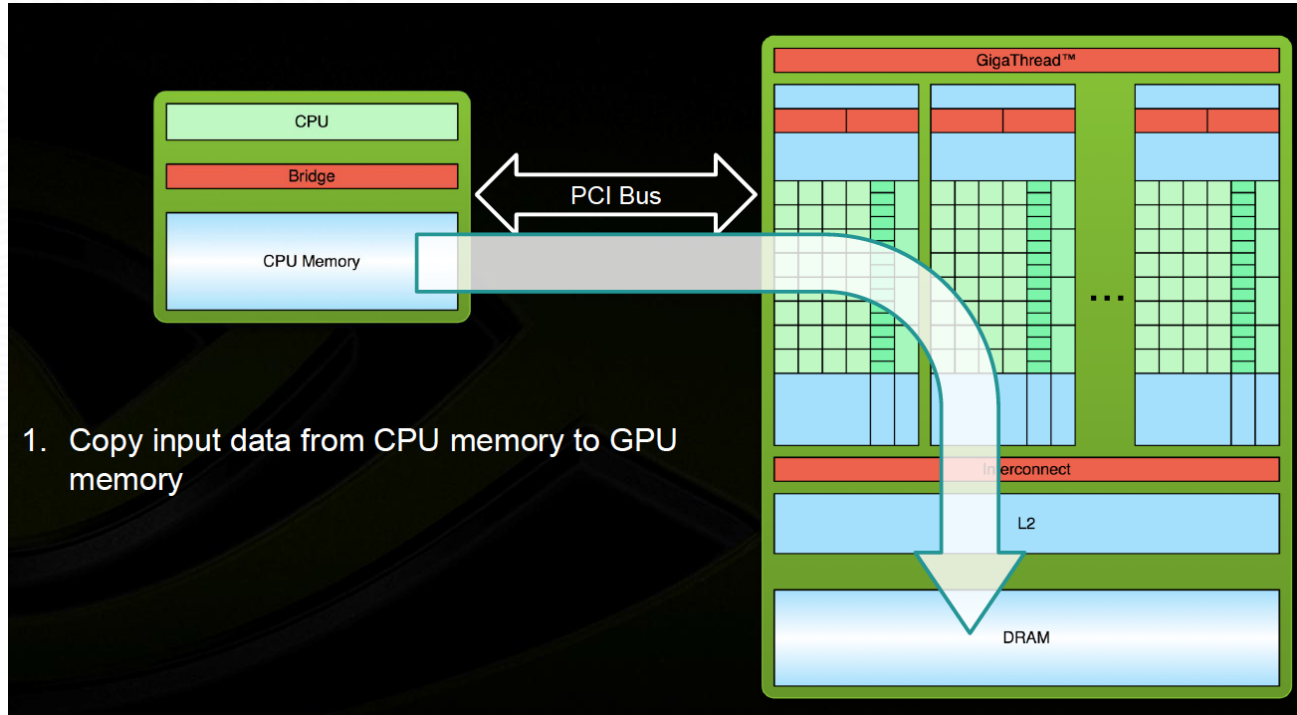 GigaThread™
CPU
Bridge
PCI Bus
CPU Memory
...
1. Copy input data from CPU memory to GPU
memory
Interconnect
L2
DRAM